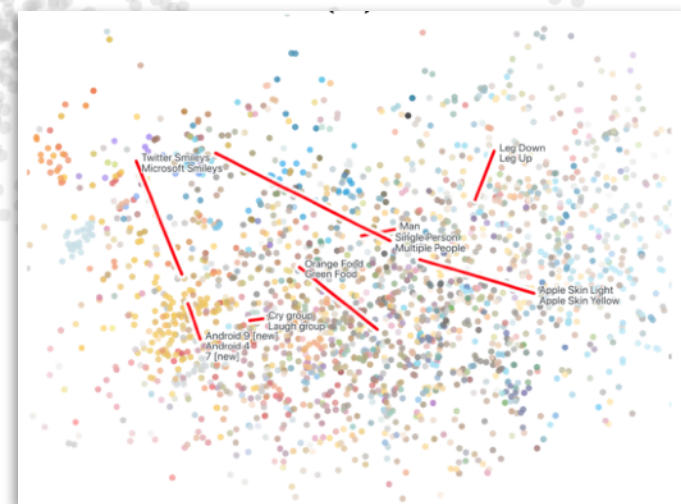 Twitter Smileys
Microsoft Smileys
Leg Down
Leg Up
Man
Single Person
Multiple People
Orange Food
Green Food
Apple Skin Light
Apple Skin Yellow
Cry group
Laugh group
Android 9 [new]
Android 4
7 [new]